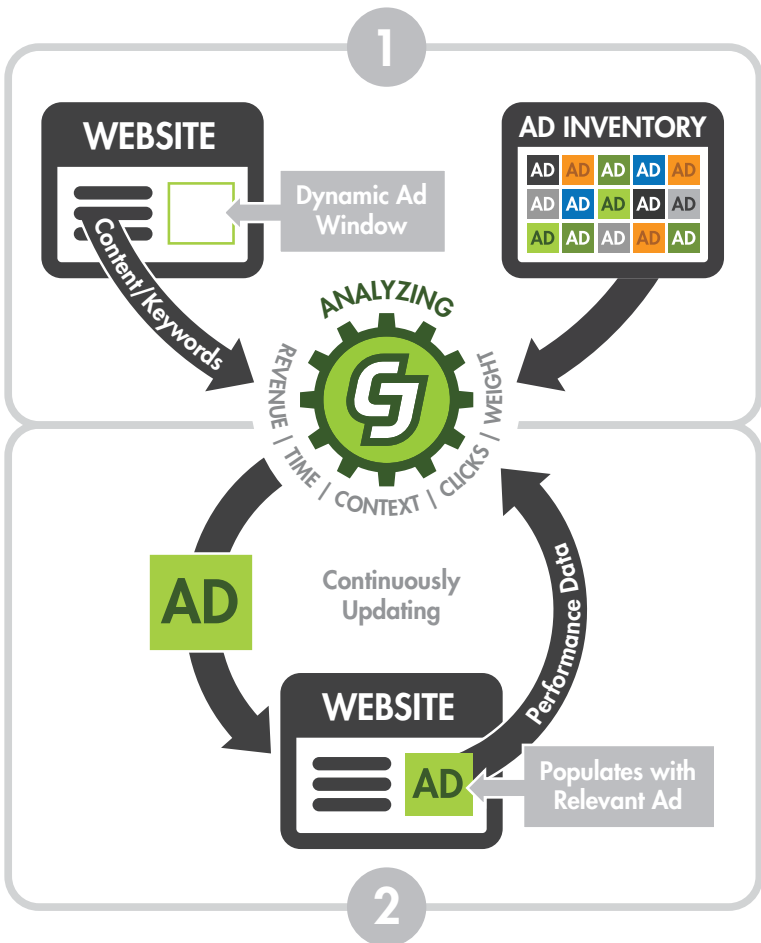 1
WEBSITE
AD INVENTORY
AD AD AD AD AD
AD AD AD AD AD
AD AD AD AD AD
Dynamic Ad
Window
Content/Keywords
ANALYZING
REVENUE | TIME | CONTEXT | CLICKS | WEIGHT
AD
Continuously
Updating
Performance Data
WEBSITE
AD
Populates with
Relevant Ad
2